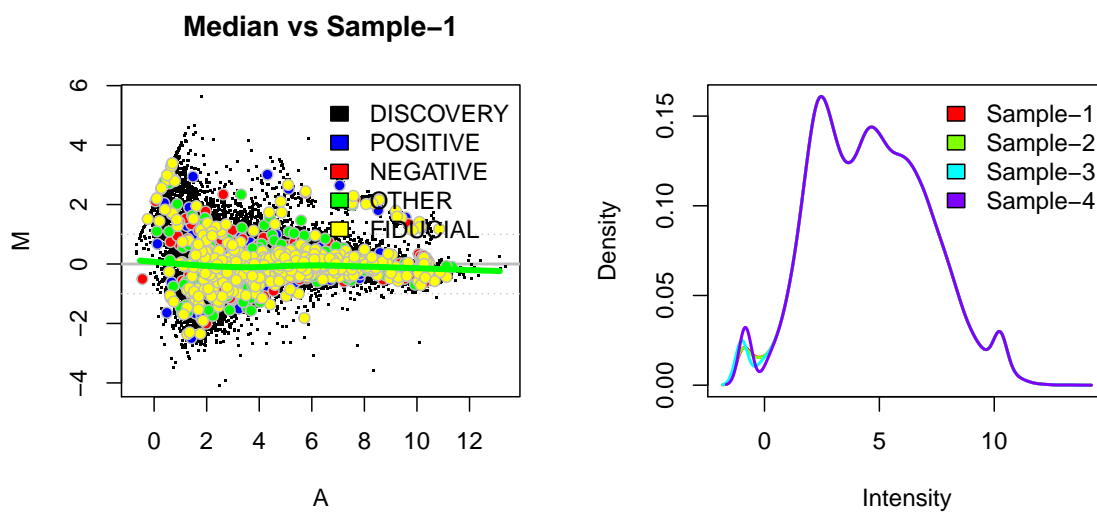 Median vs Sample−1
M
6
4
2
0
−2
−4
DISCOVERY
POSITIVE
NEGATIVE
OTHER
FIDUCIAL
0 2 4 6 8 10 12
A
Density
0.15
0.10
0.05
0.00
Sample−1
Sample−2
Sample−3
Sample−4
0 5 10
Intensity